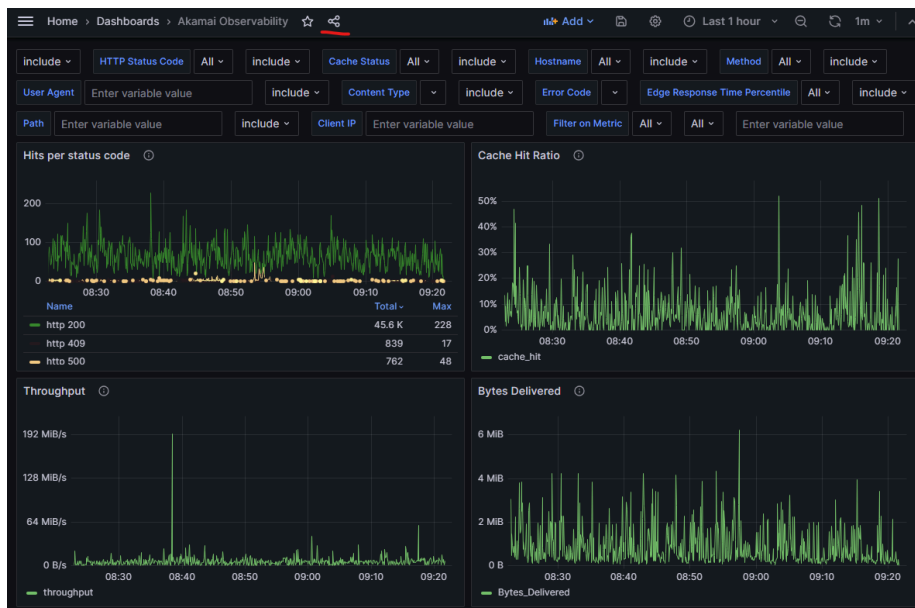 Home › Dashboards › Akamai Observability Add Last 1 hour 1m
include HTTP Status Code All include Cache Status All include Hostname All include Method All include
User Agent Enter variable value include Content Type include Error Code Edge Response Time Percentile All include
Path Enter variable value include Client IP Enter variable value Filter on Metric All All Enter variable value
Hits per status code
200
100
0
08:30 08:40 08:50 09:00 09:10 09:20
Name Total Max
http 200 45.6 K 228
http 409 839 17
http 500 762 48
Cache Hit Ratio
50%
40%
30%
20%
10%
0%
08:30 08:40 08:50 09:00 09:10 09:20
cache_hit
Throughput
192 MiB/s
128 MiB/s
64 MiB/s
0 B/s
08:30 08:40 08:50 09:00 09:10 09:20
throughput
Bytes Delivered
6 MiB
4 MiB
2 MiB
0 B
08:30 08:40 08:50 09:00 09:10 09:20
Bytes_Delivered